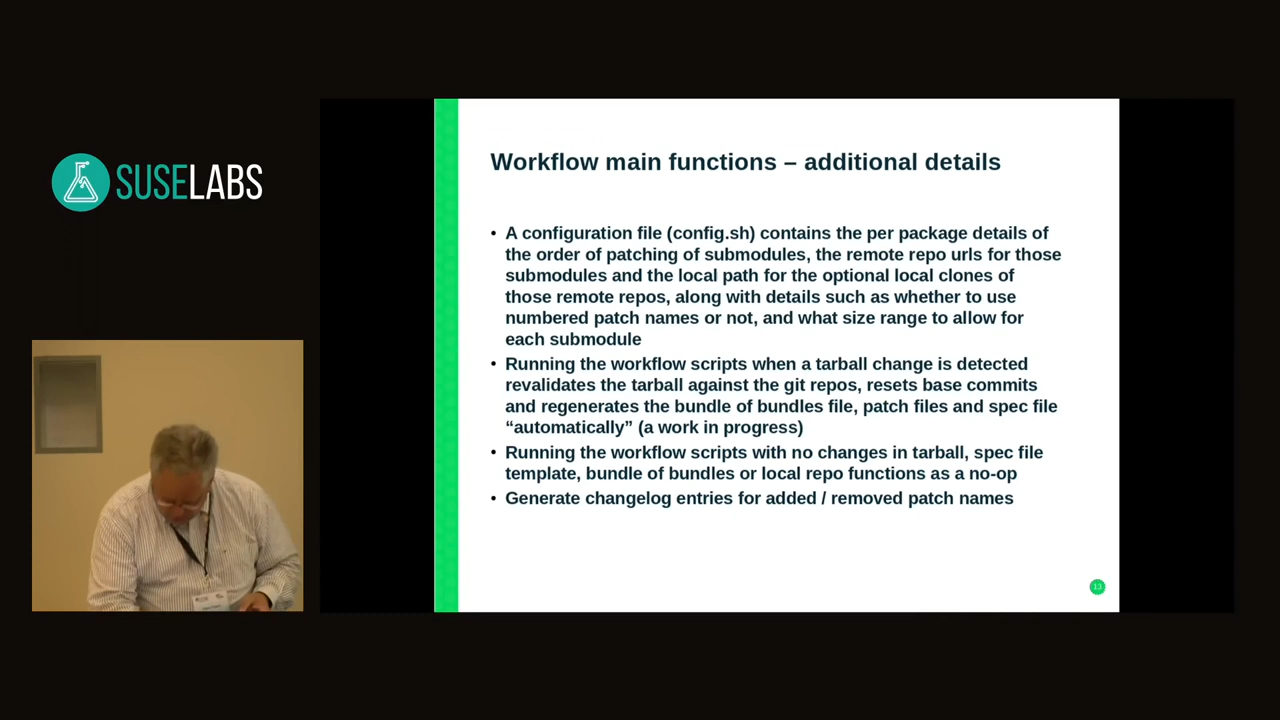 SUSELABS
Workflow main functions – additional details
• A configuration file (config.sh) contains the per package details of
the order of patching of submodules, the remote repo urls for those
submodules and the local path for the optional local clones of
those remote repos, along with details such as whether to use
numbered patch names or not, and what size range to allow for
each submodule
• Running the workflow scripts when a tarball change is detected
revalidates the tarball against the git repos, resets base commits
and regenerates the bundle of bundles file, patch files and spec file
“automatically” (a work in progress)
• Running the workflow scripts with no changes in tarball, spec file
template, bundle of bundles or local repo functions as a no-op
• Generate changelog entries for added / removed patch names
13